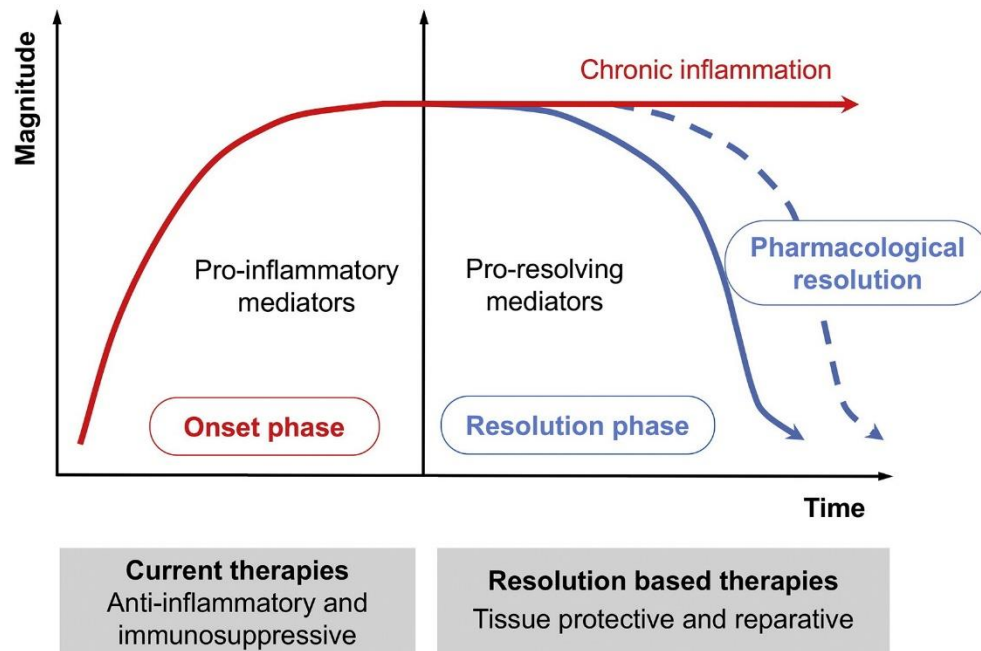 Magnitude
Chronic inflammation
Pro-inflammatory
mediators
Pro-resolving
mediators
Pharmacological
resolution
Onset phase
Resolution phase
Time
Current therapies
Anti-inflammatory and
immunosuppressive
Resolution based therapies
Tissue protective and reparative